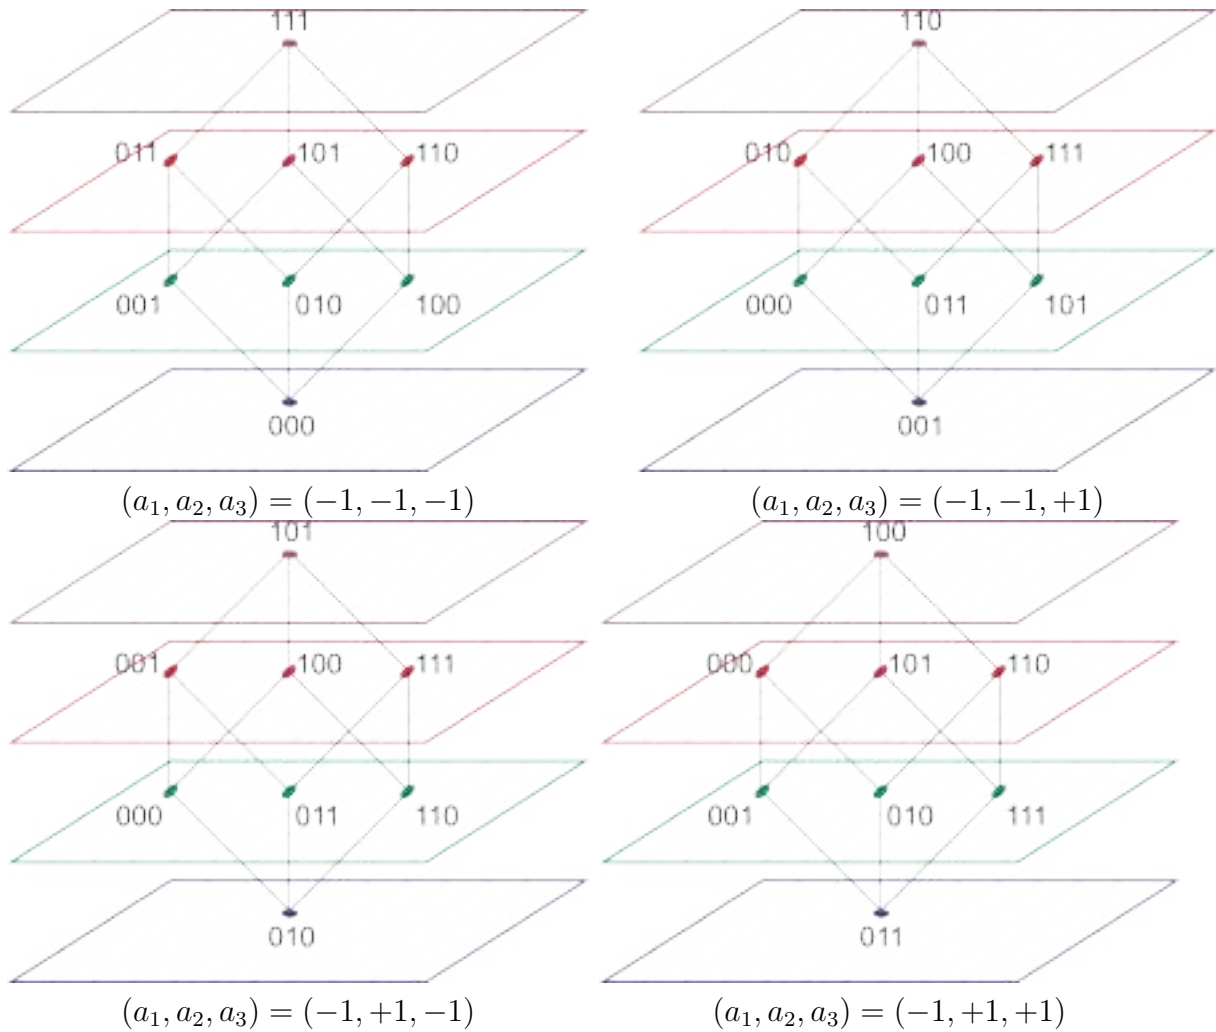 111 110
011 101 110 010 100 111
001 010 100 000 011 101
000 001
(a₁, a₂, a₃) = (−1, −1, −1) (a₁, a₂, a₃) = (−1, −1, +1)
101 100
001 100 111 000 101 110
000 011 110 001 010 111
010 011
(a₁, a₂, a₃) = (−1, +1, −1) (a₁, a₂, a₃) = (−1, +1, +1)